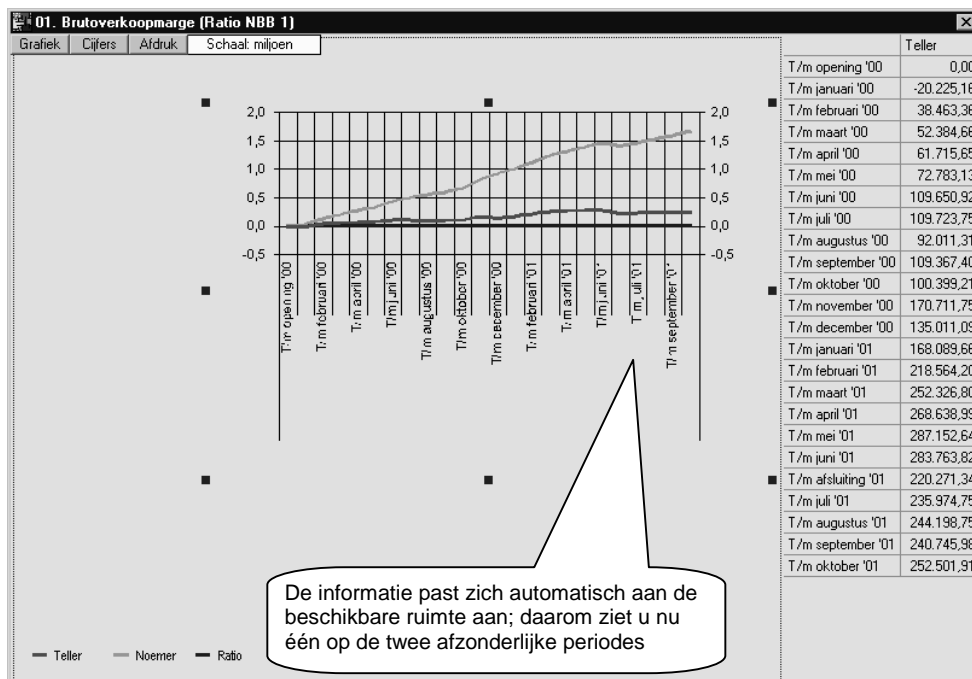 01. Brutoverkoopmarge (Ratio NBB 1)
Grafiek Cijfers Afdruk Schaal: miljoen
2,0 2,0
1,5 1,5
1,0 1,0
0,5 0,5
0,0 0,0
-0,5 -0,5
T/m opening '00
T/m februari '00
T/m april '00
T/m juni '00
T/m augustus '00
T/m oktober '00
T/m december '00
T/m februari '01
T/m april '01
T/m juni '01
T/m juli '01
T/m september '01
De informatie past zich automatisch aan de
beschikbare ruimte aan; daarom ziet u nu
één op de twee afzonderlijke periodes
Teller Noemer Ratio
Teller
T/m opening '00 0,00
T/m januari '00 -20.225,16
T/m februari '00 38.463,36
T/m maart '00 52.384,66
T/m april '00 61.715,65
T/m mei '00 72.783,13
T/m juni '00 109.650,92
T/m juli '00 109.723,75
T/m augustus '00 92.011,31
T/m september '00 109.367,40
T/m oktober '00 100.399,21
T/m november '00 170.711,75
T/m december '00 135.011,09
T/m januari '01 168.089,66
T/m februari '01 218.564,20
T/m maart '01 252.326,80
T/m april '01 268.638,99
T/m mei '01 287.152,64
T/m juni '01 283.763,82
T/m afsluiting '01 220.271,34
T/m juli '01 235.974,75
T/m augustus '01 244.198,75
T/m september '01 240.745,98
T/m oktober '01 252.501,91